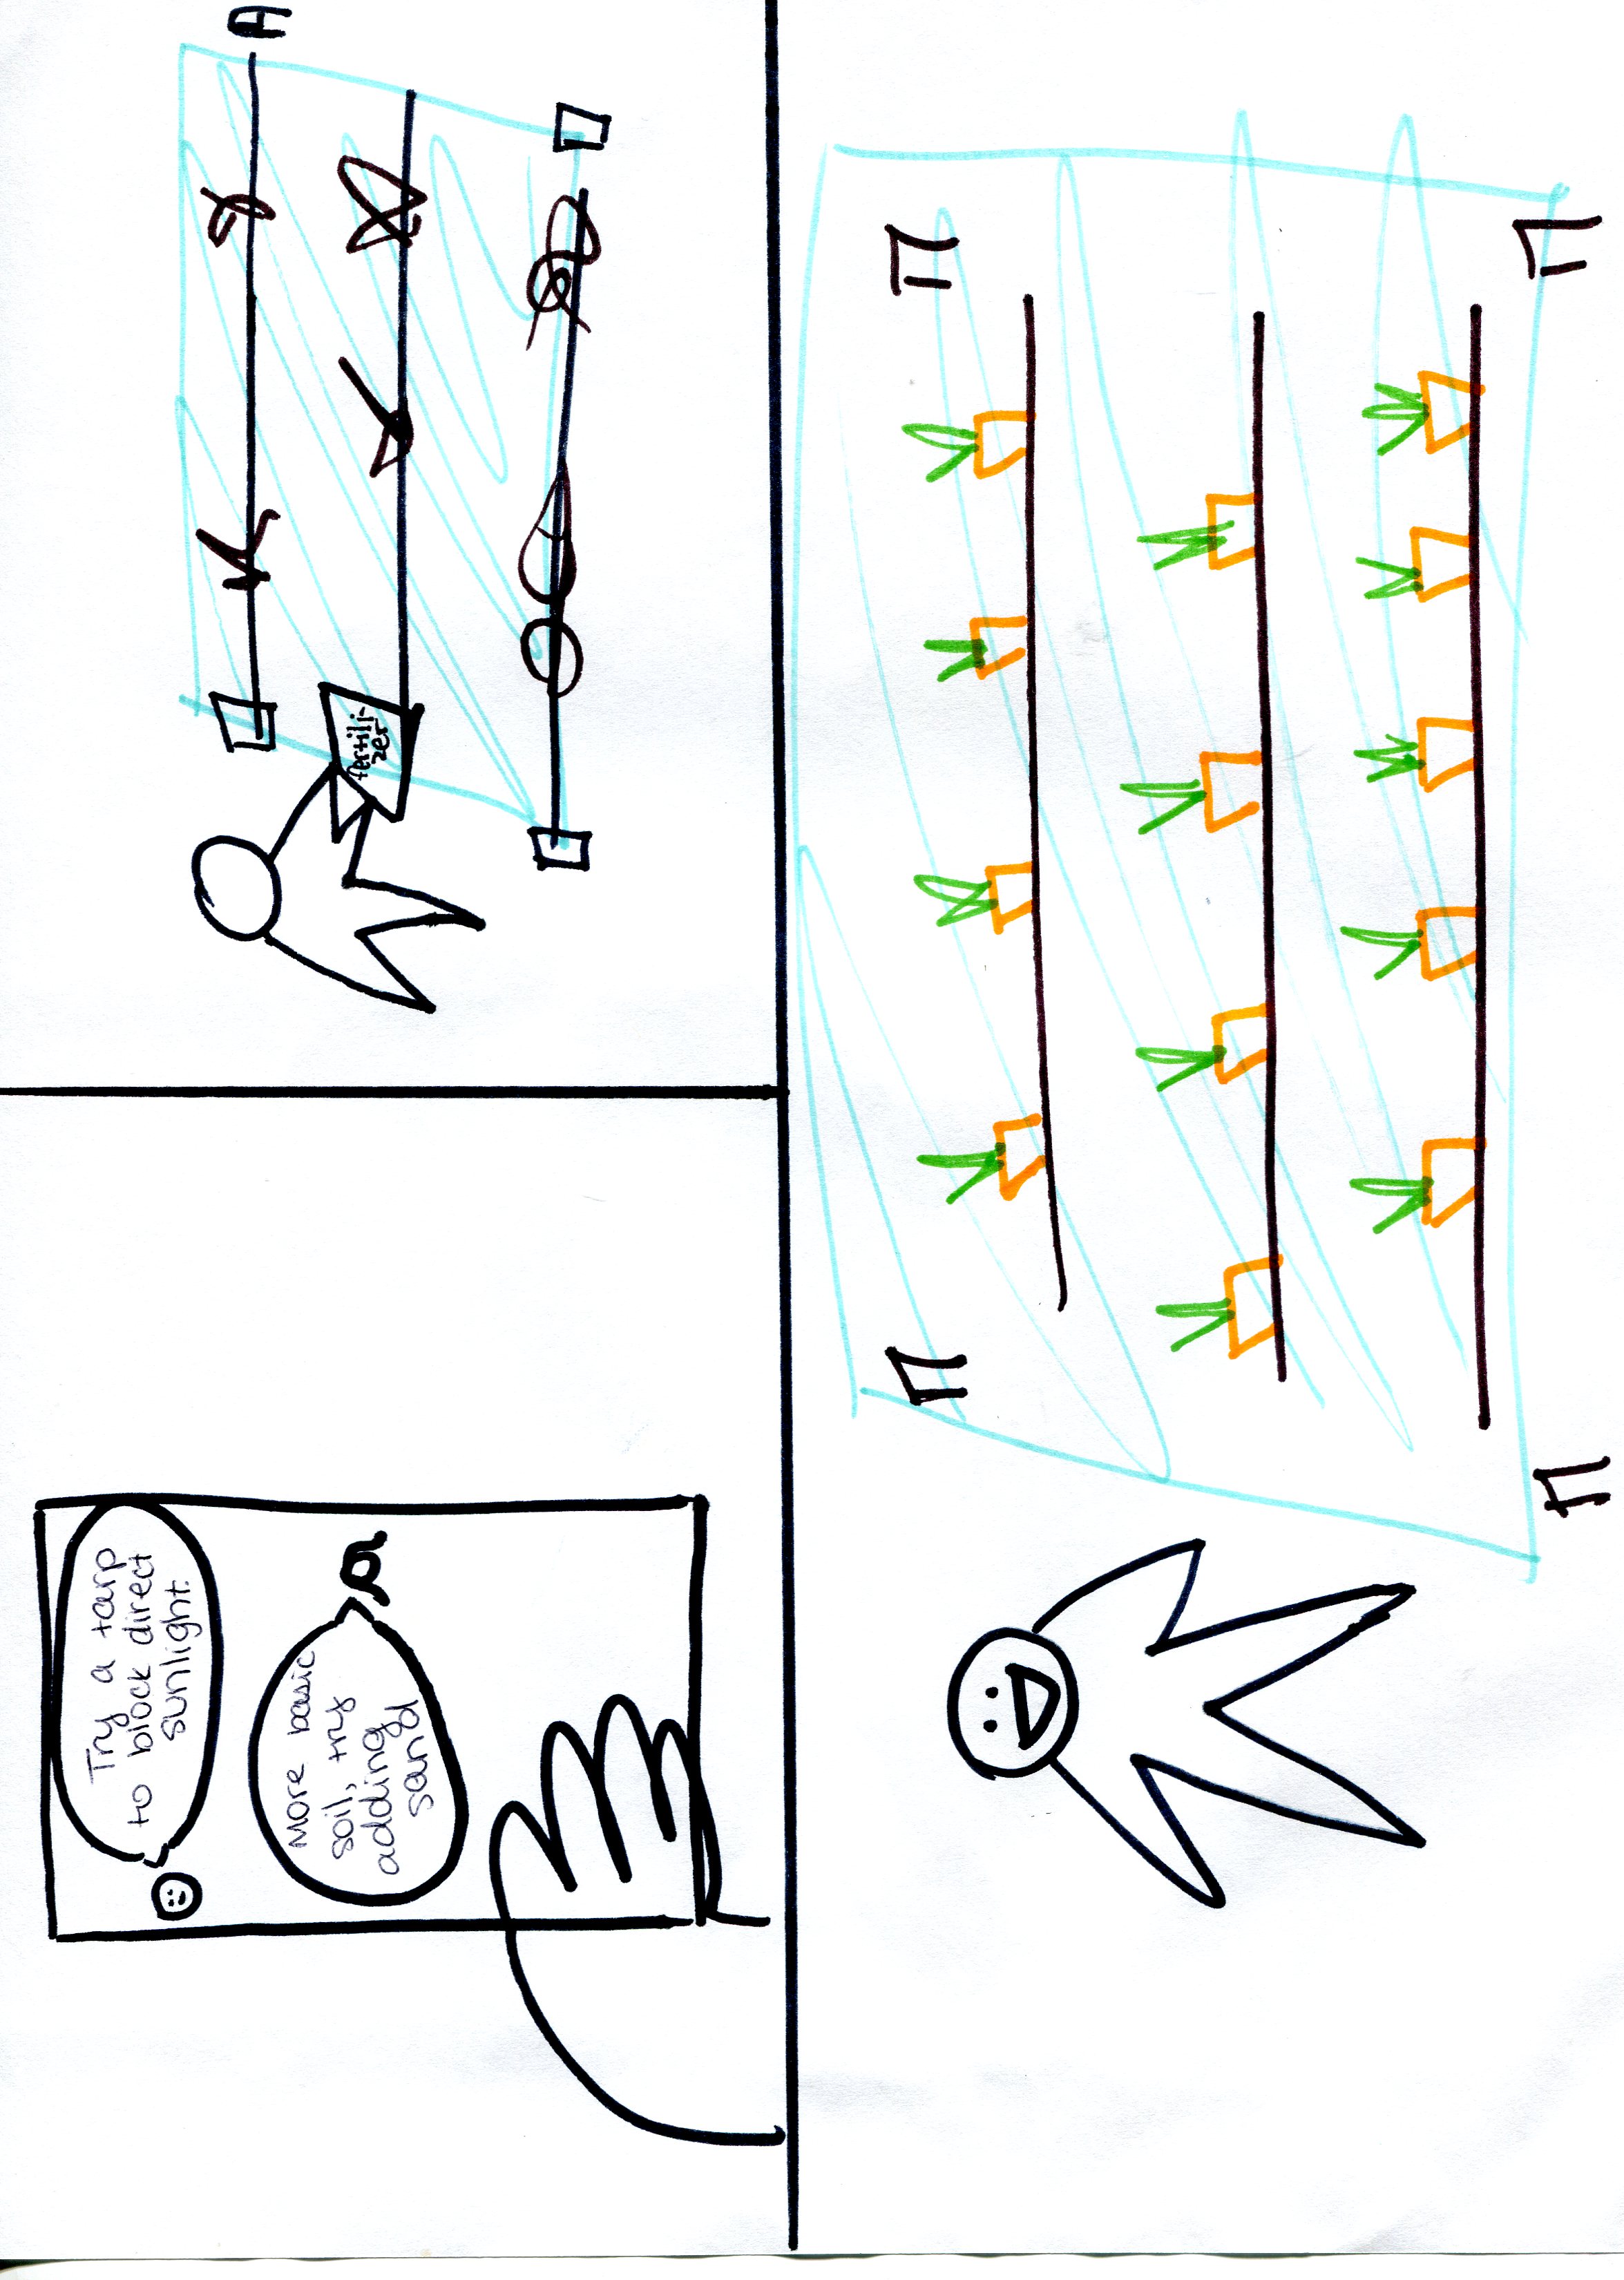 Try a tarp
to block direct
sunlight.
More basic
soil, try
adding
sand
fertili-
zer